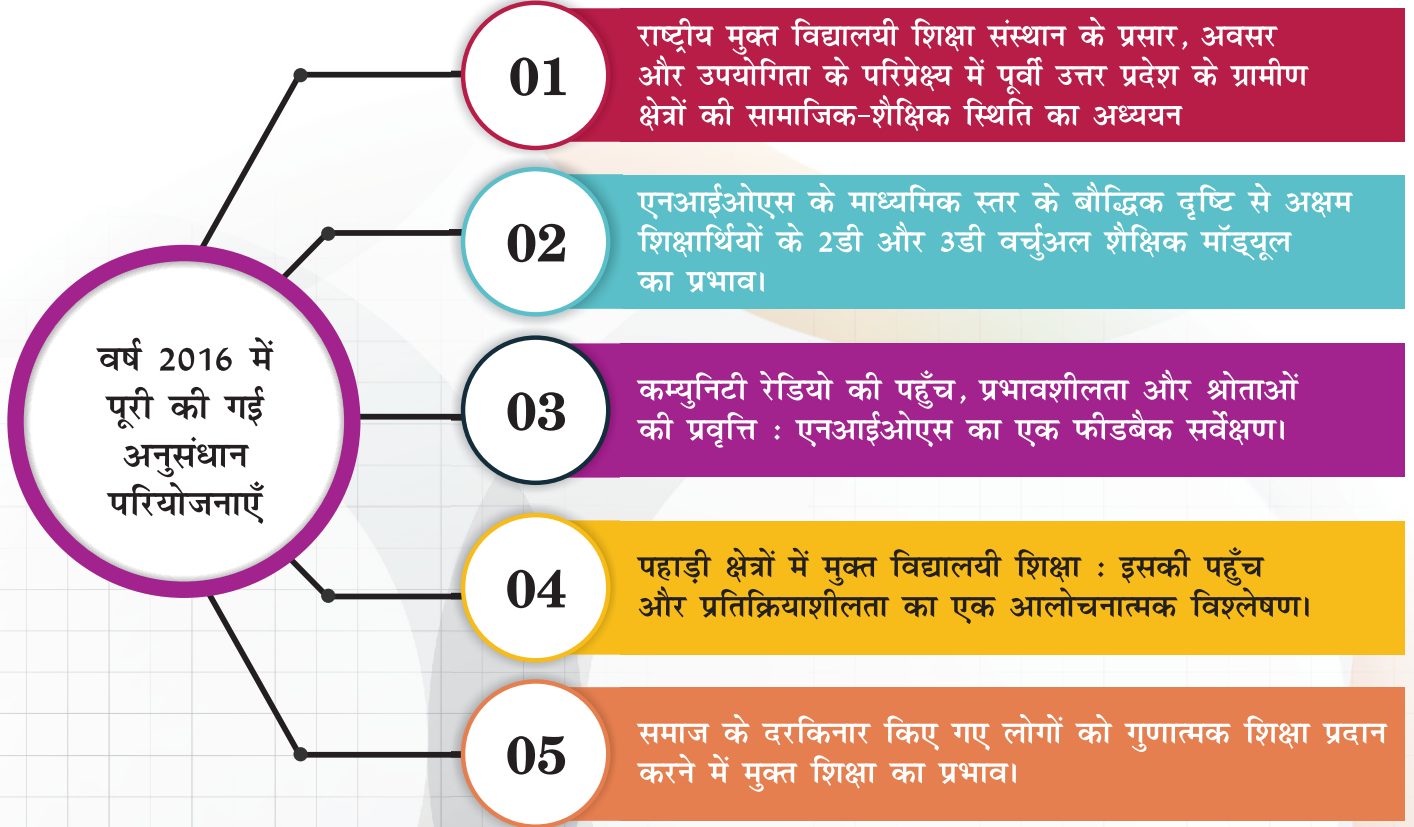 वर्ष 2016 में
पूरी की गई
अनुसंधान
परियोजनाएँ
01
राष्ट्रीय मुक्त विद्यालयी शिक्षा संस्थान के प्रसार, अवसर
और उपयोगिता के परिप्रेक्ष्य में पूर्वी उत्तर प्रदेश के ग्रामीण
क्षेत्रों की सामाजिक-शैक्षिक स्थिति का अध्ययन
02
एनआईओएस के माध्यमिक स्तर के बौद्धिक दृष्टि से अक्षम
शिक्षार्थियों के 2डी और 3डी वर्चुअल शैक्षिक मॉड्यूल
का प्रभाव।
03
कम्युनिटी रेडियो की पहुँच, प्रभावशीलता और श्रोताओं
की प्रवृत्ति : एनआईओएस का एक फीडबैक सर्वेक्षण।
04
पहाड़ी क्षेत्रों में मुक्त विद्यालयी शिक्षा : इसकी पहुँच
और प्रतिक्रियाशीलता का एक आलोचनात्मक विश्लेषण।
05
समाज के दरकिनार किए गए लोगों को गुणात्मक शिक्षा प्रदान
करने में मुक्त शिक्षा का प्रभाव।